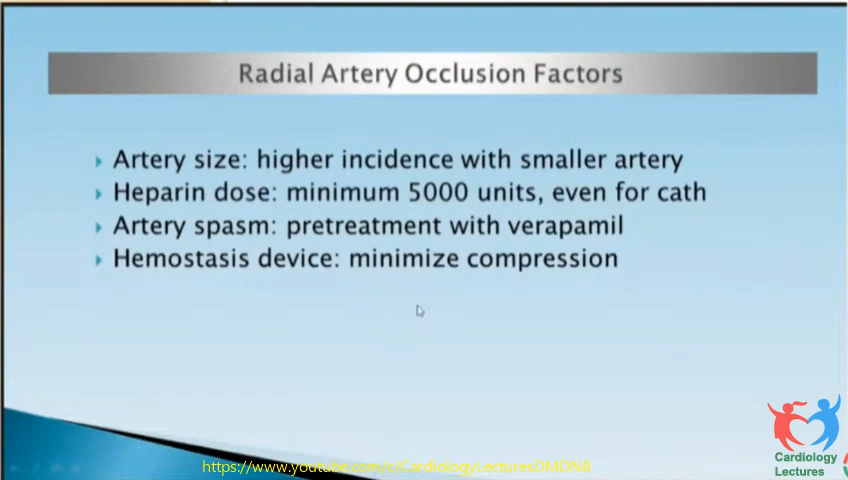 Radial Artery Occlusion Factors
Artery size: higher incidence with smaller artery
Heparin dose: minimum 5000 units, even for cath
Artery spasm: pretreatment with verapamil
Hemostasis device: minimize compression
Cardiology
Lectures
https://www.youtube.com/c/CardiologyLecturesDMDNB